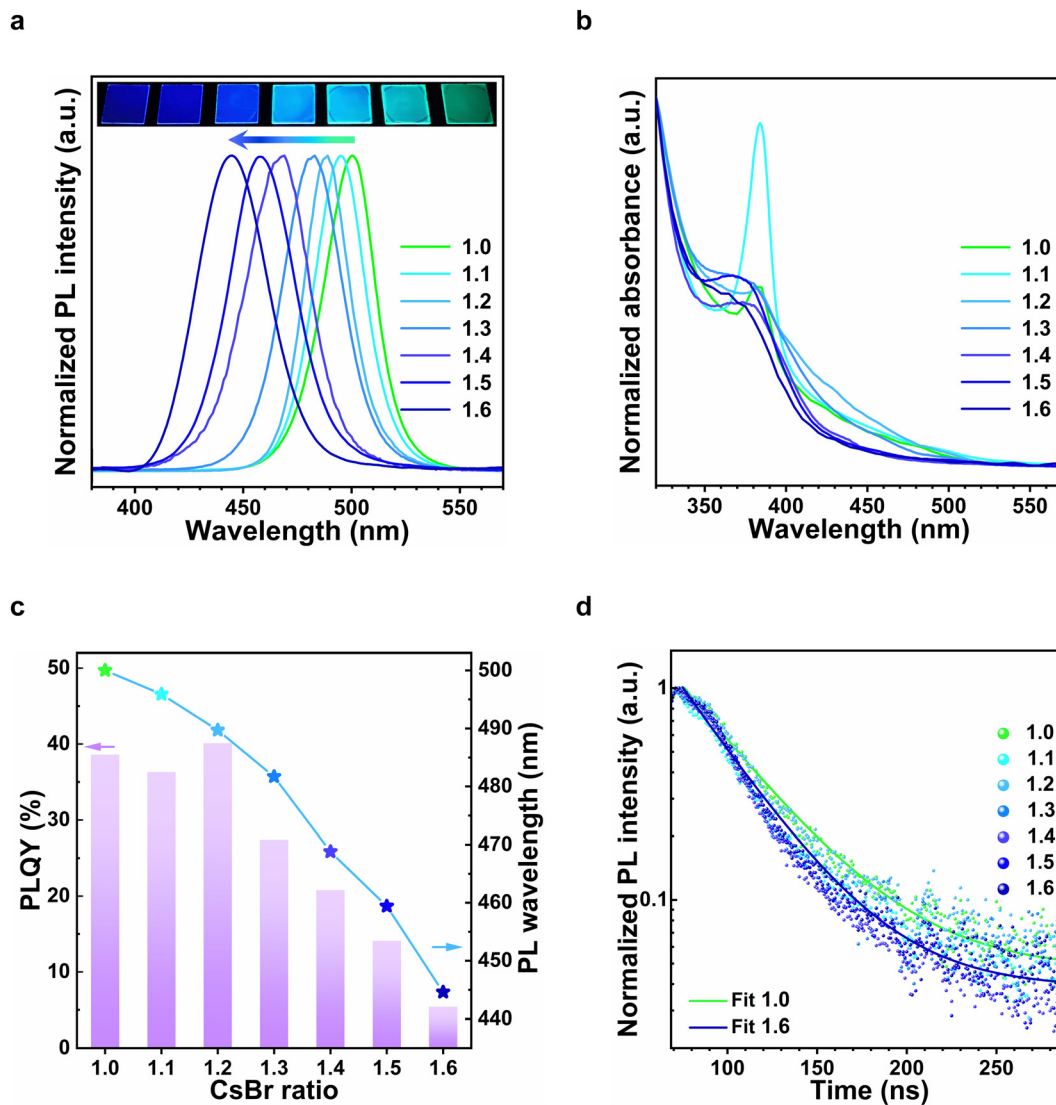 a
Normalized PL intensity (a.u.)
1.0
1.1
1.2
1.3
1.4
1.5
1.6
400 450 500 550
Wavelength (nm)
b
Normalized absorbance (a.u.)
1.0
1.1
1.2
1.3
1.4
1.5
1.6
350 400 450 500 550
Wavelength (nm)
c
PLQY (%)
50
40
30
20
10
0
PL wavelength (nm)
500
490
480
470
460
450
440
1.0 1.1 1.2 1.3 1.4 1.5 1.6
CsBr ratio
d
Normalized PL intensity (a.u.)
1
0.1
1.0
1.1
1.2
1.3
1.4
1.5
1.6
Fit 1.0
Fit 1.6
100 150 200 250
Time (ns)